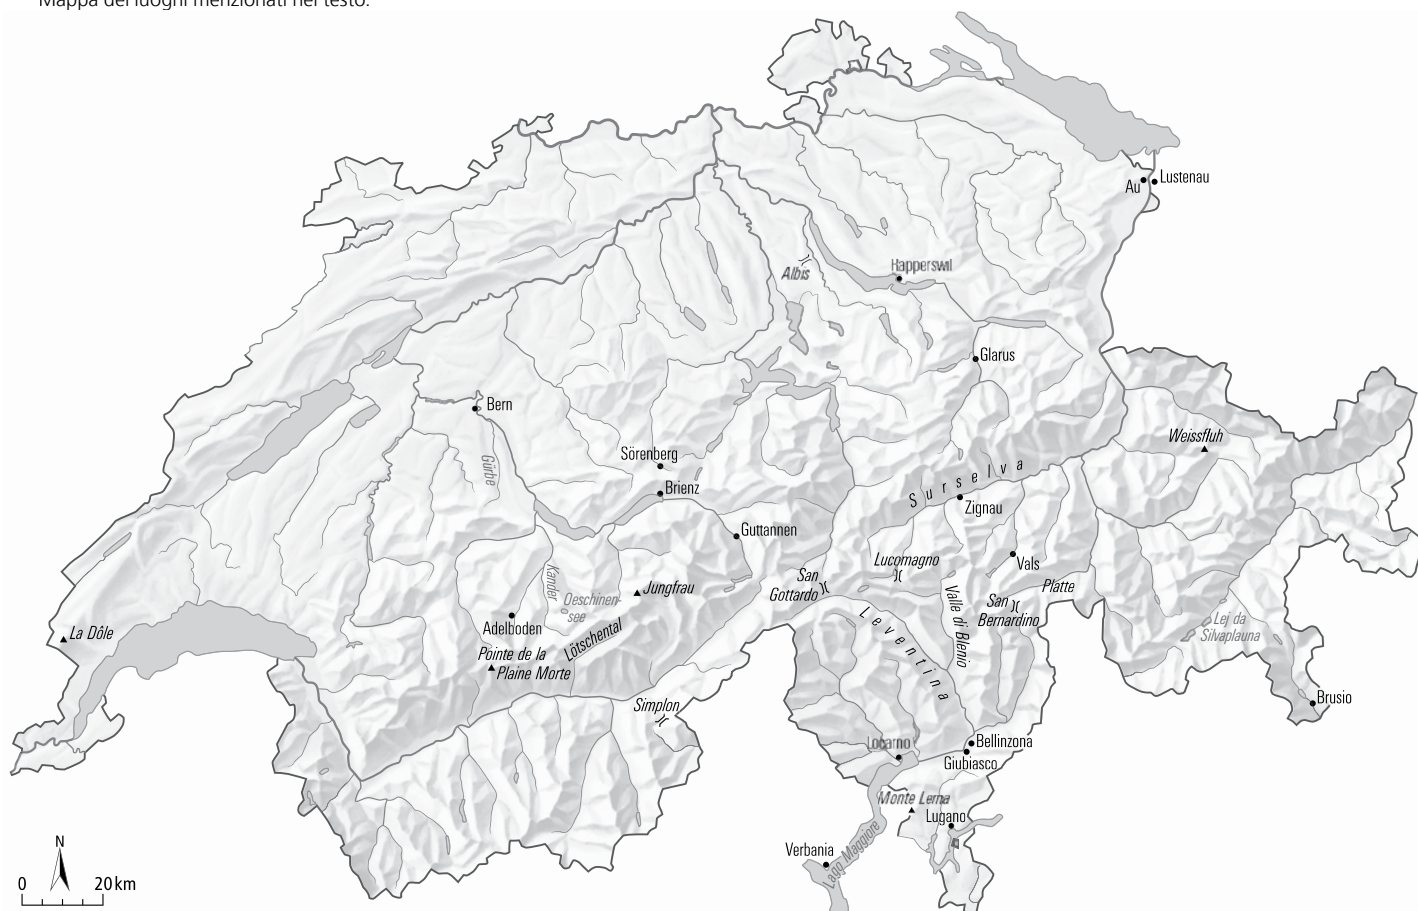 Mappa dei luoghi menzionati nel testo.
Au
Lustenau
Albis
Happerswil
Glarus
Bern
Weissfluh
Sörenberg
Gürbe
Surselva
Brienz
Zignau
Guttannen
Lucomagno
Vals
San
Gottardo
Jungfrau
Kander
Oeschinen-
see
Platte
Valle di Blenio
San
Bernardino
Adelboden
Lötschental
Leventina
Lej da
Silvaplauna
La Dôle
Pointe de la
Plaine Morte
Simplon
Brusio
Locarno
Bellinzona
Giubiasco
Monte Lema
Lugano
Verbania
Lago Maggiore
N
0 20 km